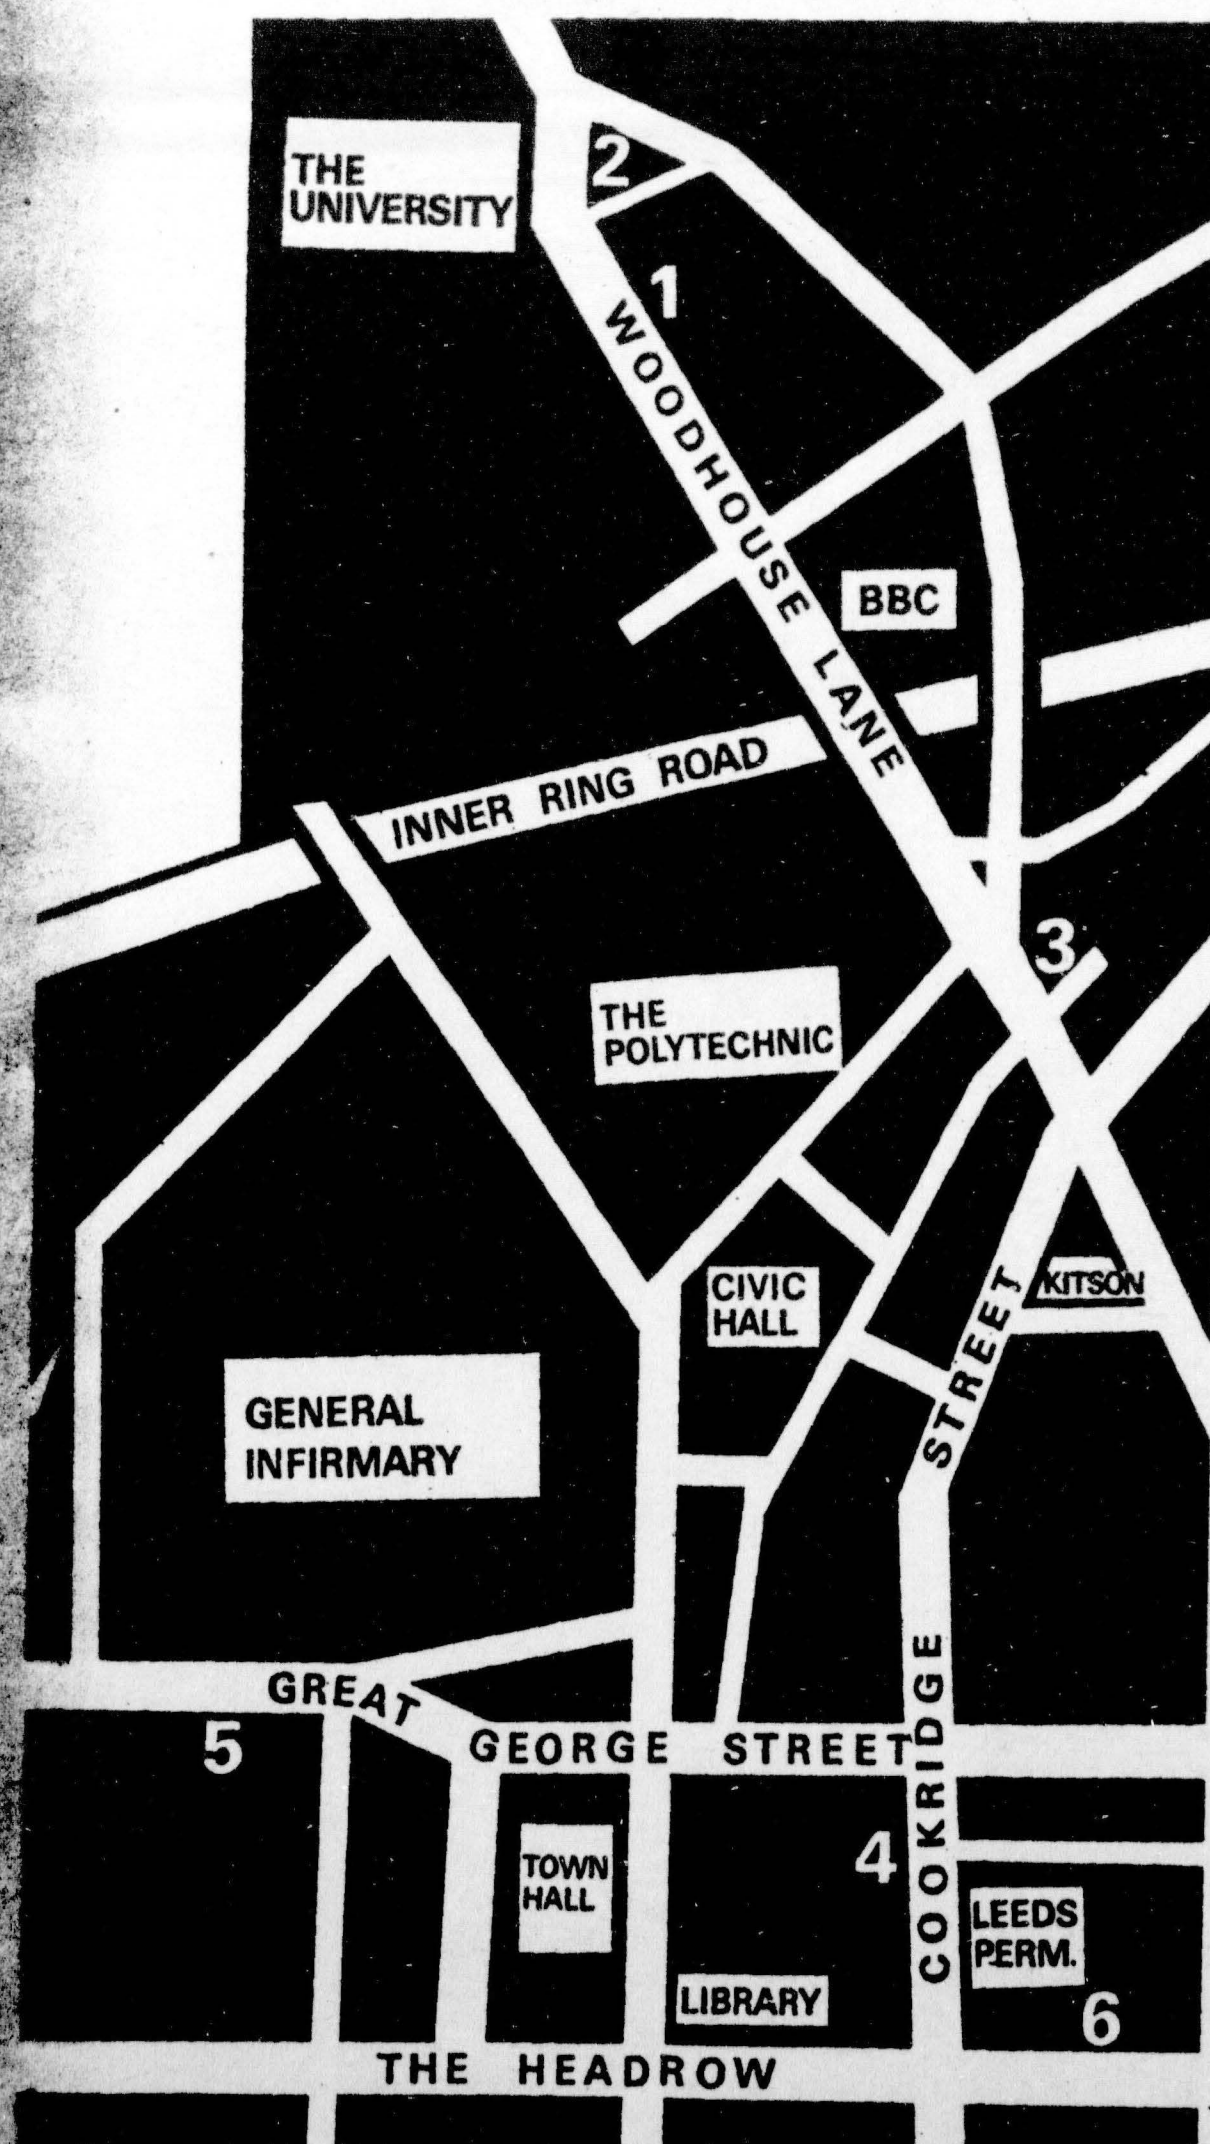 THE
UNIVERSITY
2
1
WOODHOUSE LANE
BBC
INNER RING ROAD
3
THE
POLYTECHNIC
CIVIC
HALL
KITSON
GENERAL
INFIRMARY
COOKRIDGE STREET
GREAT GEORGE STREET
5
TOWN
HALL
4
LEEDS
PERM.
LIBRARY
6
THE HEADROW